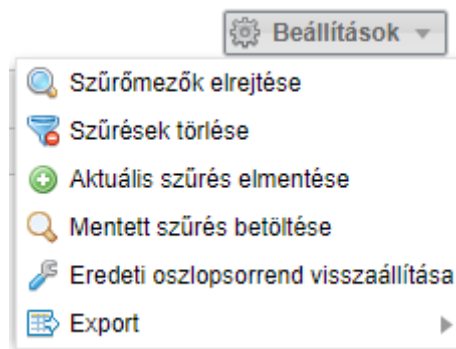 Beállítások
Szűrőmezők elrejtése
Szűrések törlése
Aktuális szűrés elmentése
Mentett szűrés betöltése
Eredeti oszlopsorrend visszaállítása
Export